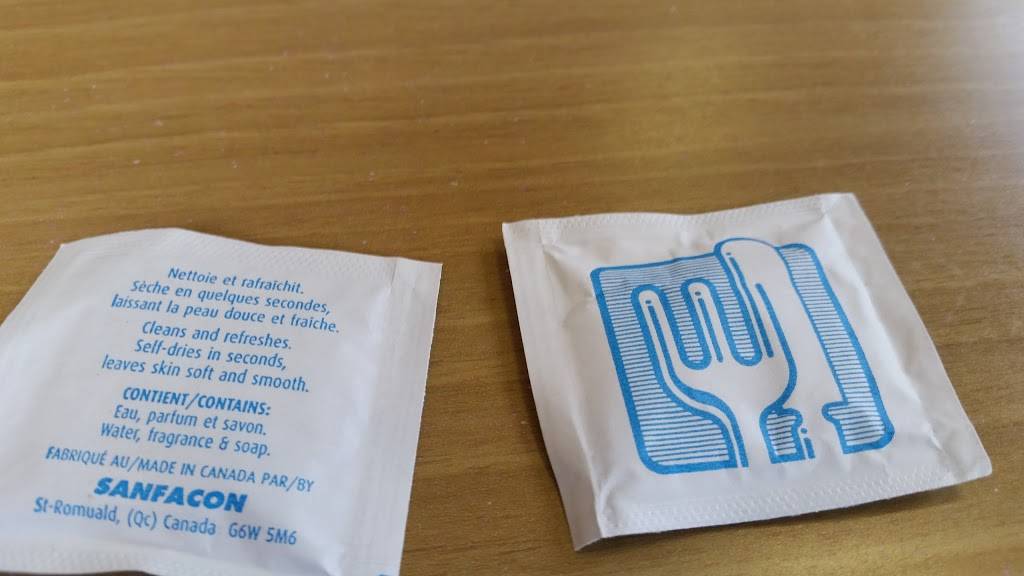 Nettoie et rafraîchit.
Sèche en quelques secondes,
laissant la peau douce et fraîche.
Cleans and refreshes.
Self-dries in seconds,
leaves skin soft and smooth.
CONTIENT/CONTAINS:
Eau, parfum et savon.
Water, fragrance & soap.
FABRIQUÉ AU/MADE IN CANADA PAR/BY
SANFACON
St-Romuald, (Qc) Canada G6W 5M6